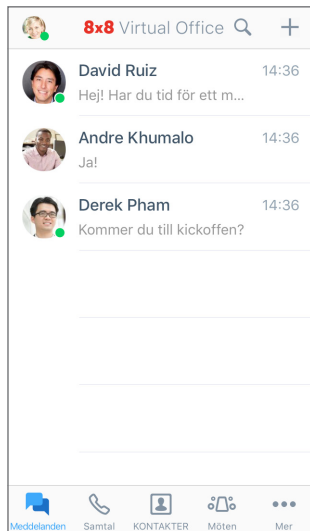 8x8 Virtual Office
David Ruiz 14:36
Hej! Har du tid för ett m...
Andre Khumalo 14:36
Ja!
Derek Pham 14:36
Kommer du till kickoffen?
Meddelanden Samtal KONTAKTER Möten Mer